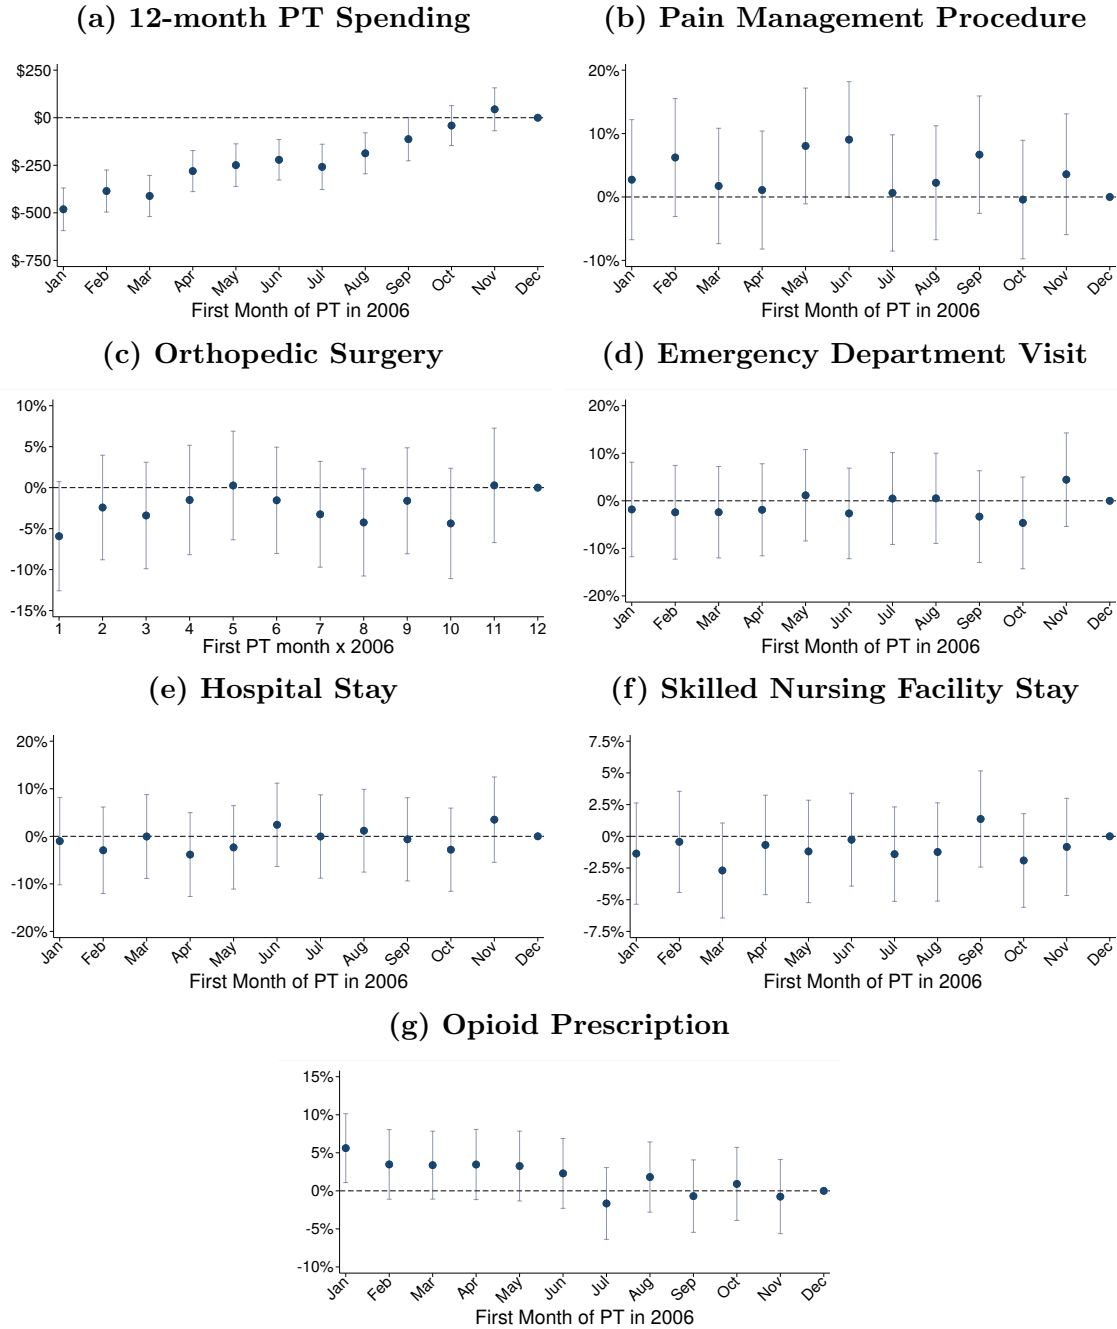 (a) 12-month PT Spending
$250
$0
$-250
$-500
$-750
Jan Feb Mar Apr May Jun Jul Aug Sep Oct Nov Dec
First Month of PT in 2006
(b) Pain Management Procedure
20%
10%
0%
-10%
Jan Feb Mar Apr May Jun Jul Aug Sep Oct Nov Dec
First Month of PT in 2006
(c) Orthopedic Surgery
10%
5%
0%
-5%
-10%
-15%
1 2 3 4 5 6 7 8 9 10 11 12
First PT month x 2006
(d) Emergency Department Visit
20%
10%
0%
-10%
-20%
Jan Feb Mar Apr May Jun Jul Aug Sep Oct Nov Dec
First Month of PT in 2006
(e) Hospital Stay
20%
10%
0%
-10%
-20%
Jan Feb Mar Apr May Jun Jul Aug Sep Oct Nov Dec
First Month of PT in 2006
(f) Skilled Nursing Facility Stay
7.5%
5%
2.5%
0%
-2.5%
-5%
-7.5%
Jan Feb Mar Apr May Jun Jul Aug Sep Oct Nov Dec
First Month of PT in 2006
(g) Opioid Prescription
15%
10%
5%
0%
-5%
-10%
Jan Feb Mar Apr May Jun Jul Aug Sep Oct Nov Dec
First Month of PT in 2006